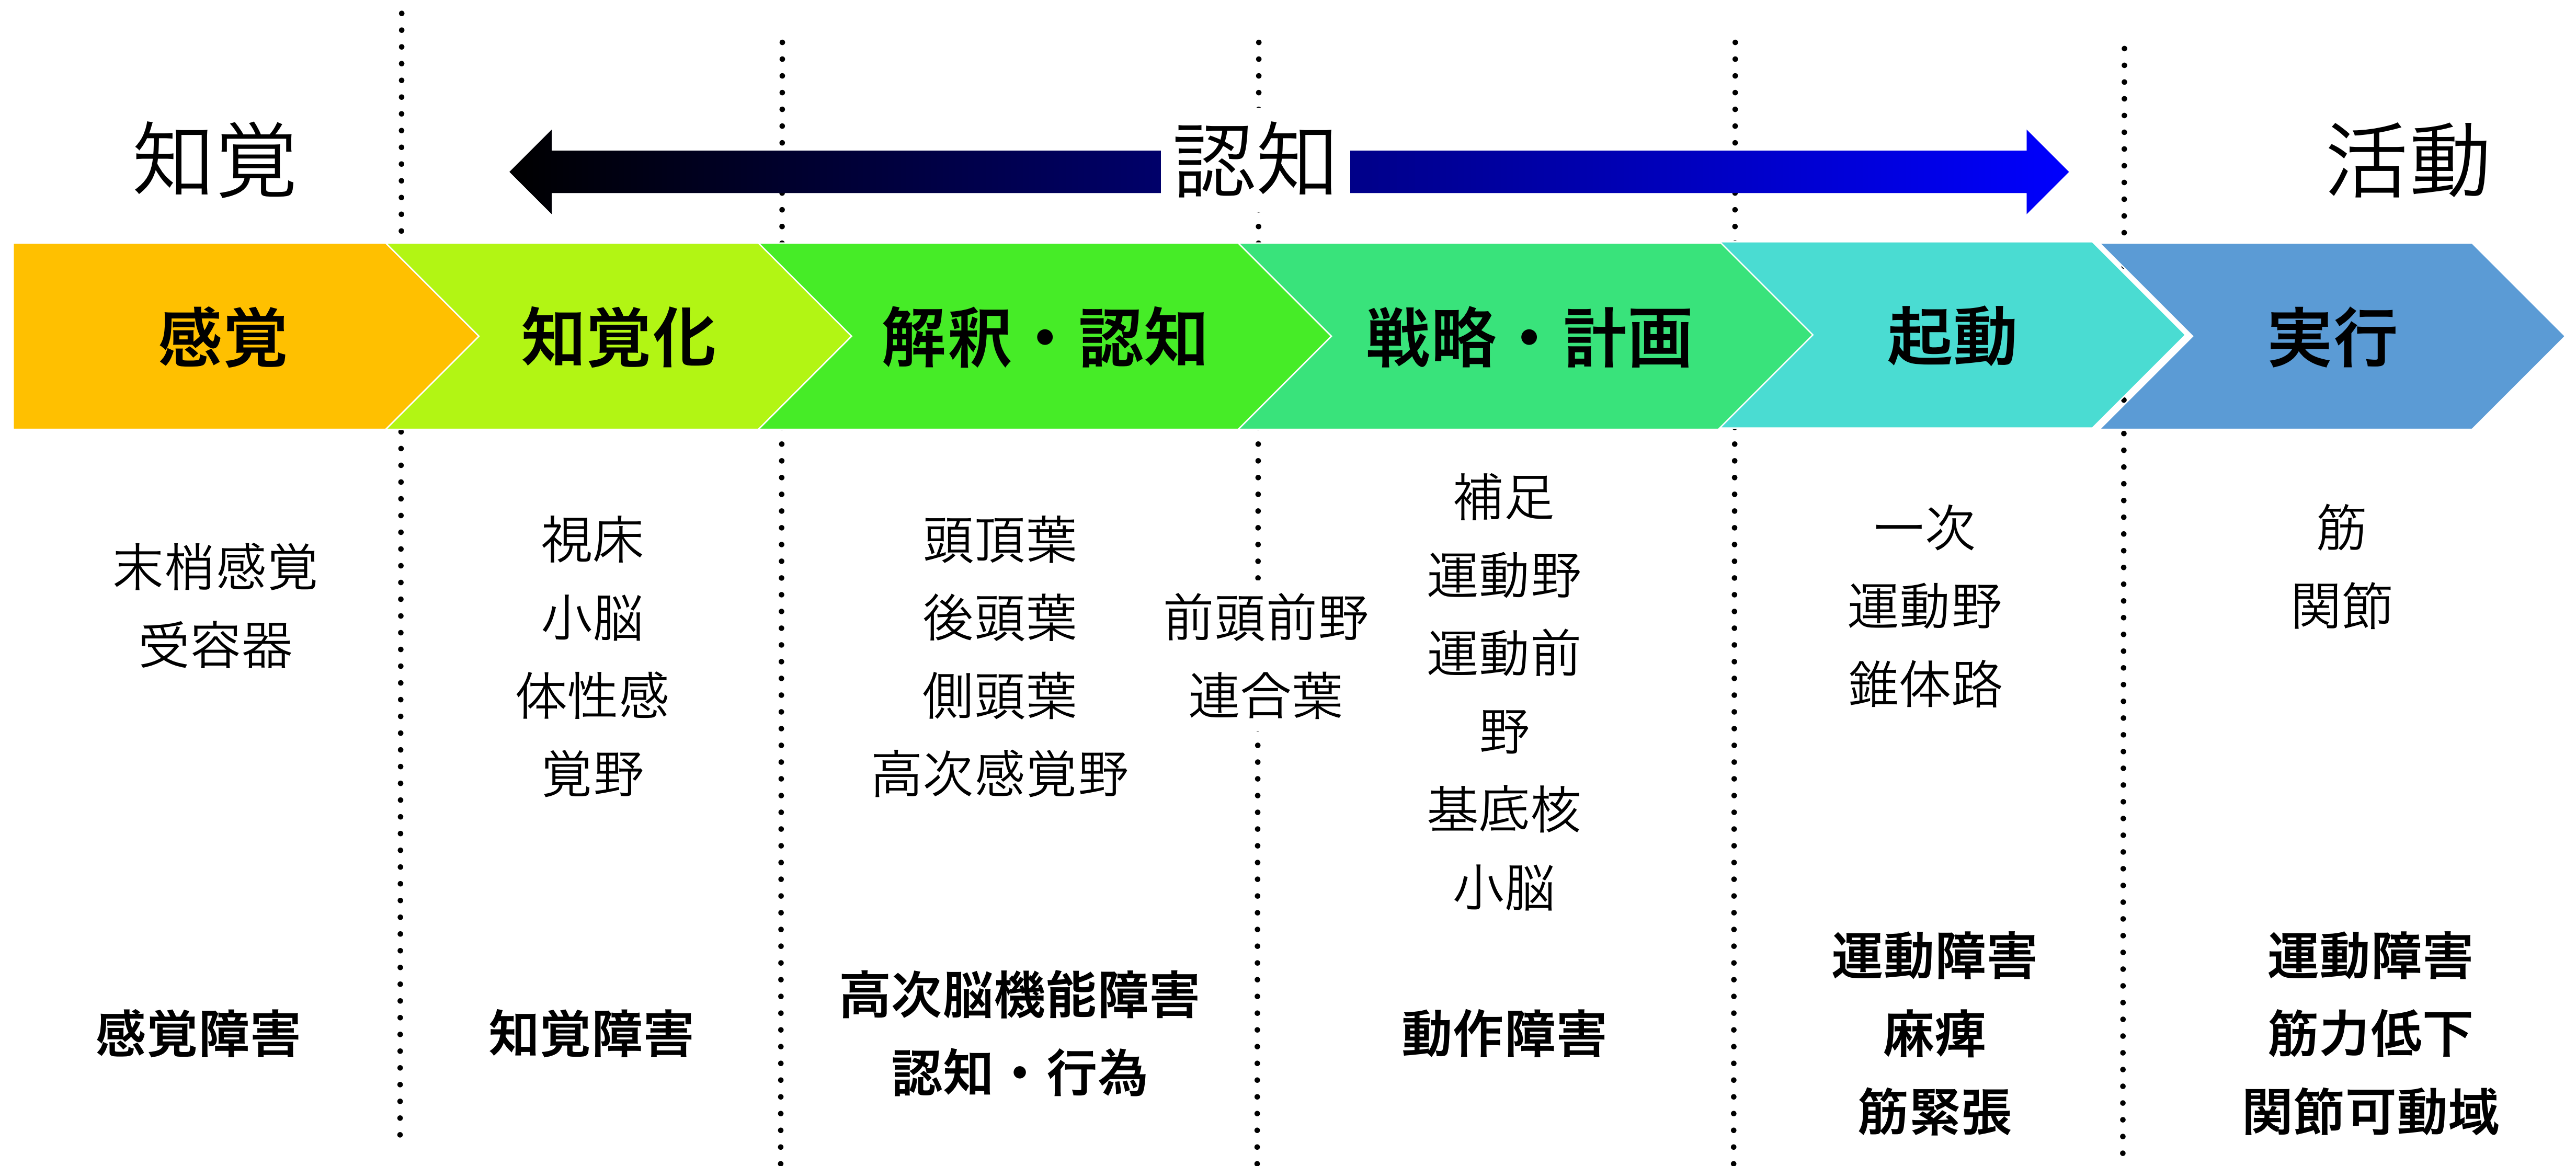 知覚
認知
活動
感覚
知覚化
解釈・認知
戦略・計画
起動
実行
末梢感覚
受容器
視床
小脳
体性感
覚野
頭頂葉
後頭葉
側頭葉
高次感覚野
前頭前野
連合葉
補足
運動野
運動前
野
基底核
小脳
一次
運動野
錐体路
筋
関節
感覚障害
知覚障害
高次脳機能障害
認知・行為
動作障害
運動障害
麻痺
筋緊張
運動障害
筋力低下
関節可動域